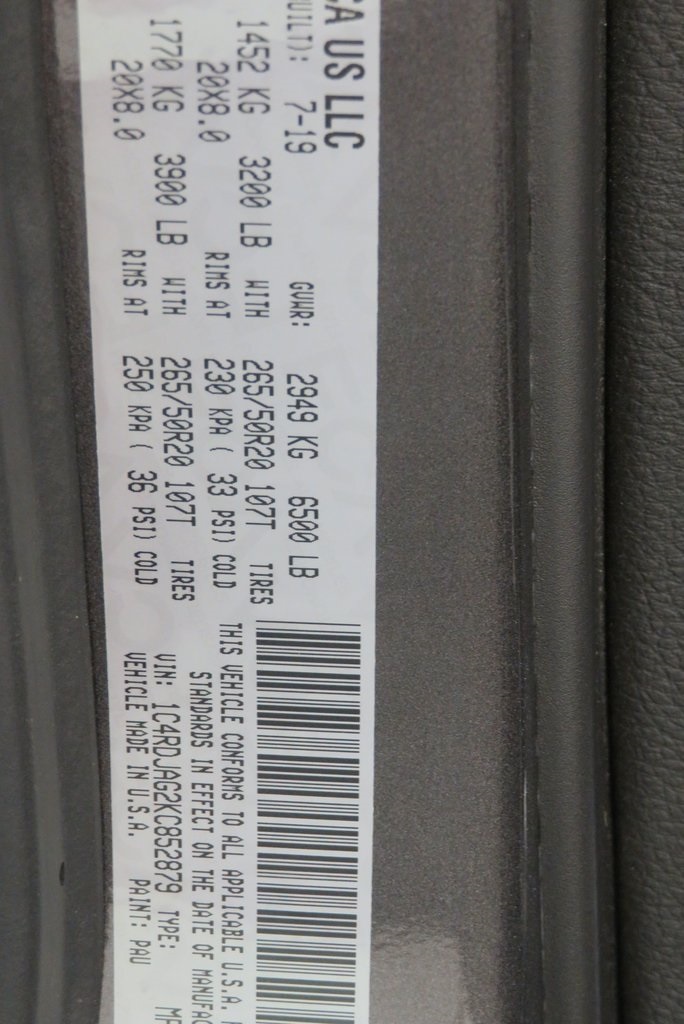 CA US LLC
UILT): 7-19 GVWR: 2949 KG 6500 LB
1452 KG 3200 LB WITH 265/50R20 107T TIRES
20X8.0 RIMS AT 230 KPA ( 33 PSI) COLD
1770 KG 3900 LB WITH 265/50R20 107T TIRES
20X8.0 RIMS AT 250 KPA ( 36 PSI) COLD
THIS VEHICLE CONFORMS TO ALL APPLICABLE U.S.A.
STANDARDS IN EFFECT ON THE DATE OF MANUFAC
VIN: 1C4RDJAG2KC852879 TYPE: MP
VEHICLE MADE IN U.S.A. PAINT: PAU